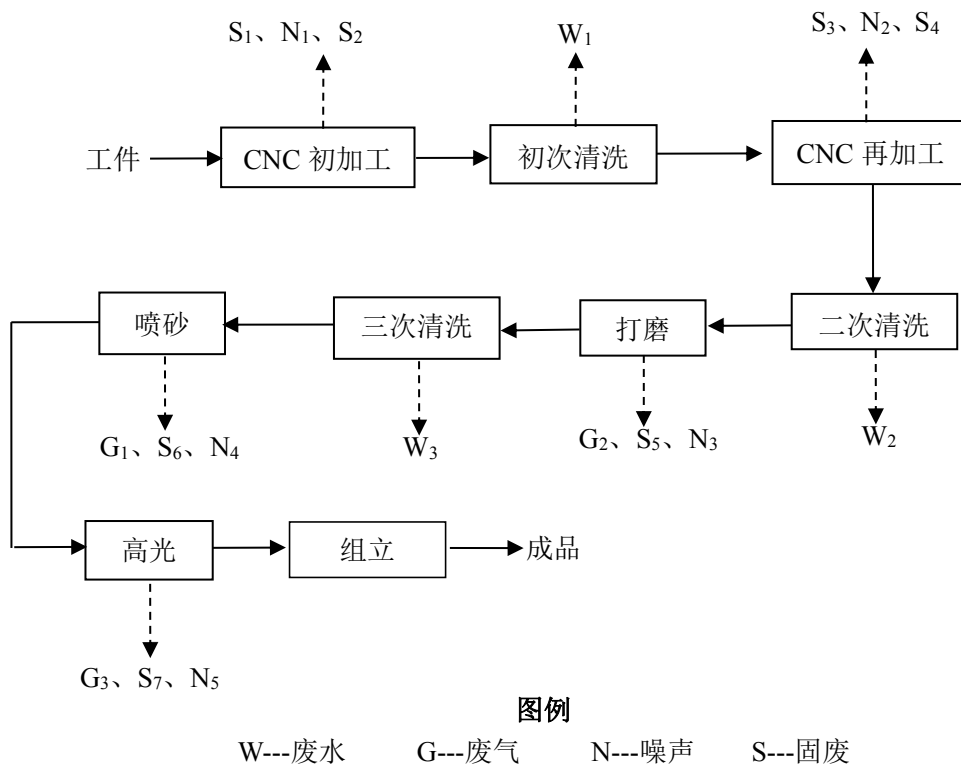 S₁、N₁、S₂
W₁
S₃、N₂、S₄
工件
CNC 初加工
初次清洗
CNC 再加工
喷砂
三次清洗
打磨
二次清洗
G₁、S₆、N₄
W₃
G₂、S₅、N₃
W₂
高光
组立
成品
G₃、S₇、N₅
图例
W---废水 G---废气 N---噪声 S---固废